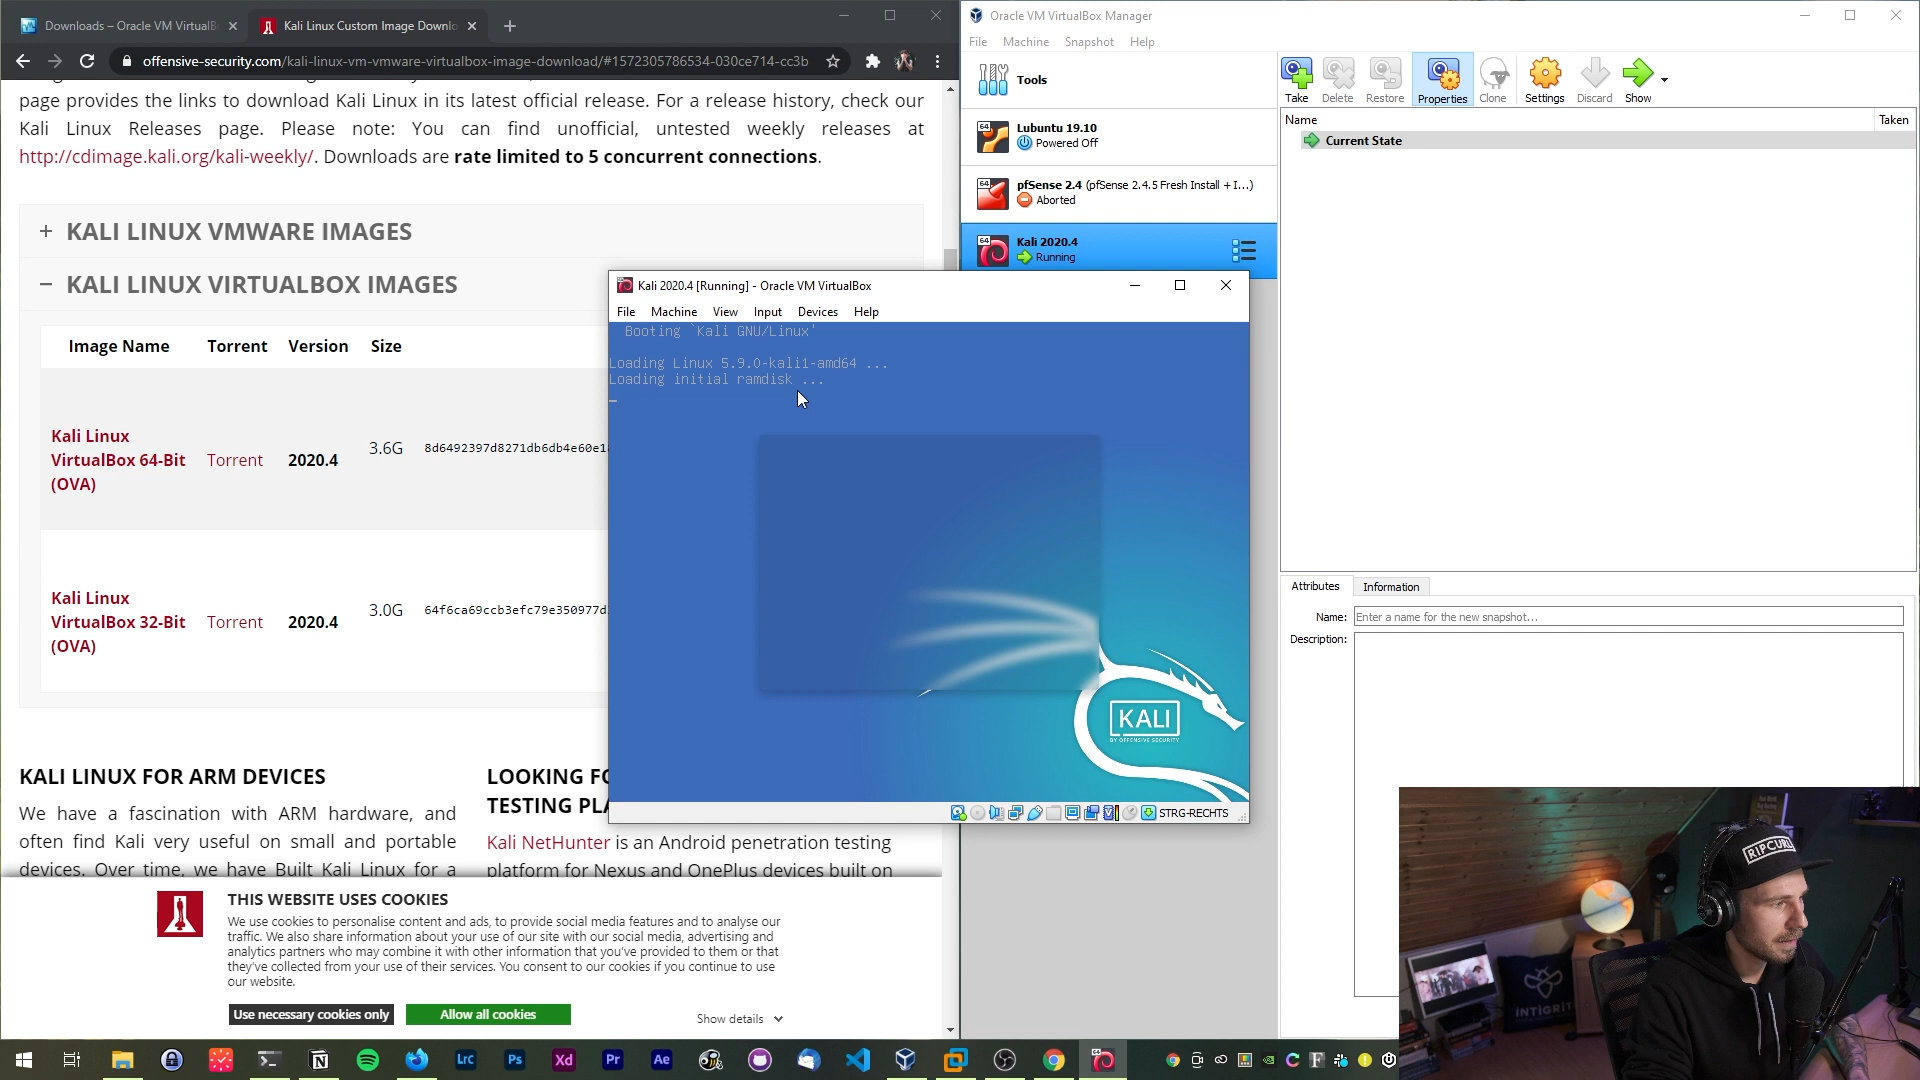 Downloads – Oracle VM VirtualB
Kali Linux Custom Image Downlo
offensive-security.com/kali-linux-vm-vmware-virtualbox-image-download/#1572305786534-030ce714-cc3b
page provides the links to download Kali Linux in its latest official release. For a release history, check our
Kali Linux Releases page. Please note: You can find unofficial, untested weekly releases at
http://cdimage.kali.org/kali-weekly/. Downloads are rate limited to 5 concurrent connections.
+ KALI LINUX VMWARE IMAGES
− KALI LINUX VIRTUALBOX IMAGES
Image Name Torrent Version Size
Kali Linux
VirtualBox 64-Bit
(OVA)
Torrent 2020.4 3.6G 8d6492397d8271db6db4e60e1
Kali Linux
VirtualBox 32-Bit
(OVA)
Torrent 2020.4 3.0G 64f6ca69ccb3efc79e350977d
KALI LINUX FOR ARM DEVICES
We have a fascination with ARM hardware, and
often find Kali very useful on small and portable
devices. Over time, we have Built Kali Linux for a
LOOKING FO
TESTING PLA
Kali NetHunter is an Android penetration testing
platform for Nexus and OnePlus devices built on
THIS WEBSITE USES COOKIES
We use cookies to personalise content and ads, to provide social media features and to analyse our
traffic. We also share information about your use of our site with our social media, advertising and
analytics partners who may combine it with other information that you've provided to them or that
they've collected from your use of their services. You consent to our cookies if you continue to use
our website.
Use necessary cookies only
Allow all cookies
Show details
Kali 2020.4 [Running] - Oracle VM VirtualBox
File Machine View Input Devices Help
Booting `Kali GNU/Linux'
Loading Linux 5.9.0-kali1-amd64 ...
Loading initial ramdisk ...
KALI
BY OFFENSIVE SECURITY
STRG-RECHTS
Oracle VM VirtualBox Manager
File Machine Snapshot Help
Tools
64
Lubuntu 19.10
Powered Off
64
pfSense 2.4 (pfSense 2.4.5 Fresh Install + I...)
Aborted
64
Kali 2020.4
Running
Take Delete Restore Properties Clone Settings Discard Show
Name Taken
Current State
Attributes Information
Name: Enter a name for the new snapshot...
Description:
RIPCURL
INTIGRITI
Lrc Ps Xd Pr Ae